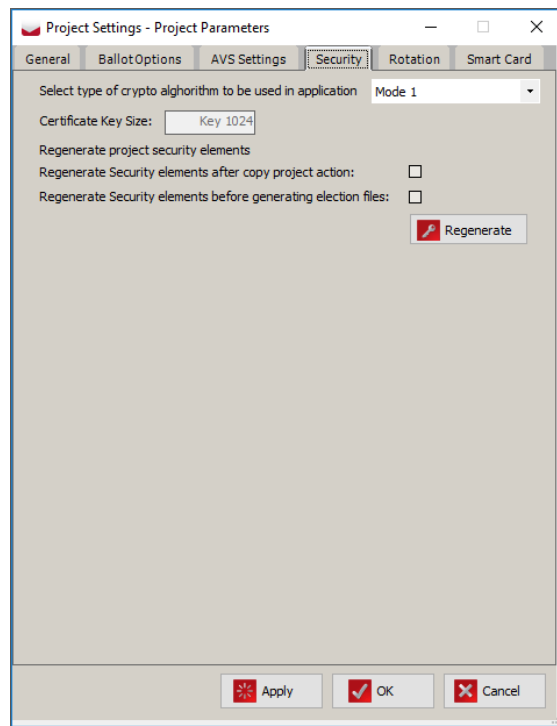 Project Settings - Project Parameters
General Ballot Options AVS Settings Security Rotation Smart Card
Select type of crypto alghorithm to be used in application Mode 1
Certificate Key Size: Key 1024
Regenerate project security elements
Regenerate Security elements after copy project action:
Regenerate Security elements before generating election files:
Regenerate
Apply OK Cancel